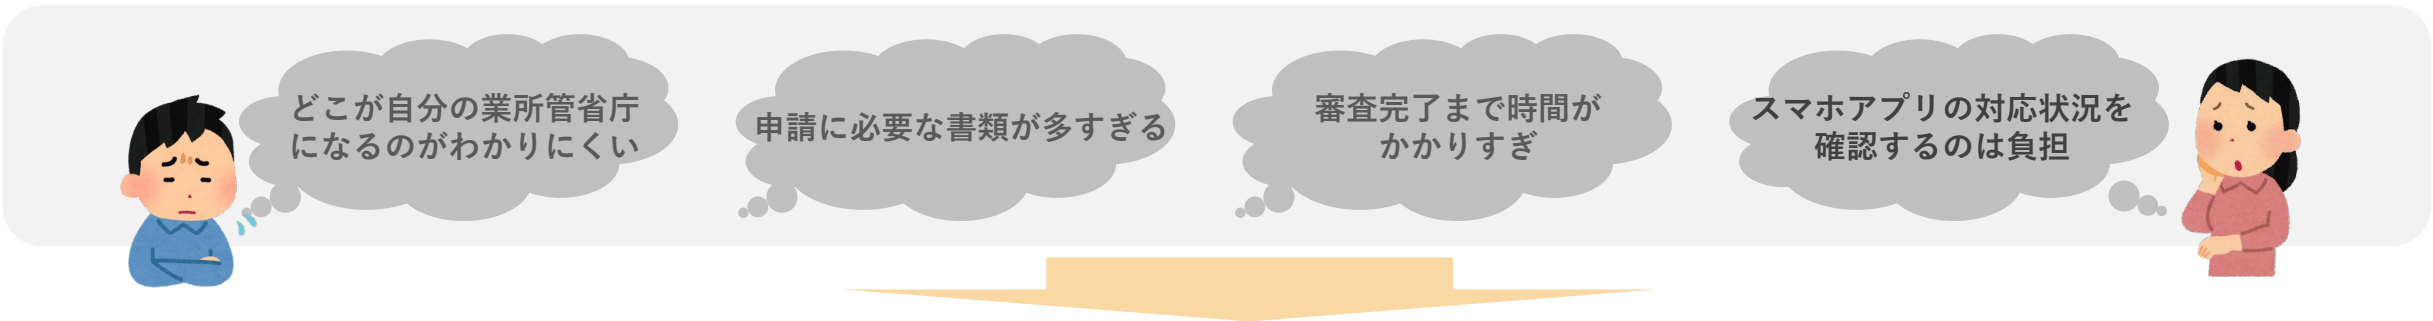 どこが自分の業所管省庁
になるのがわかりにくい
申請に必要な書類が多すぎる
審査完了まで時間が
かかりすぎ
スマホアプリの対応状況を
確認するのは負担